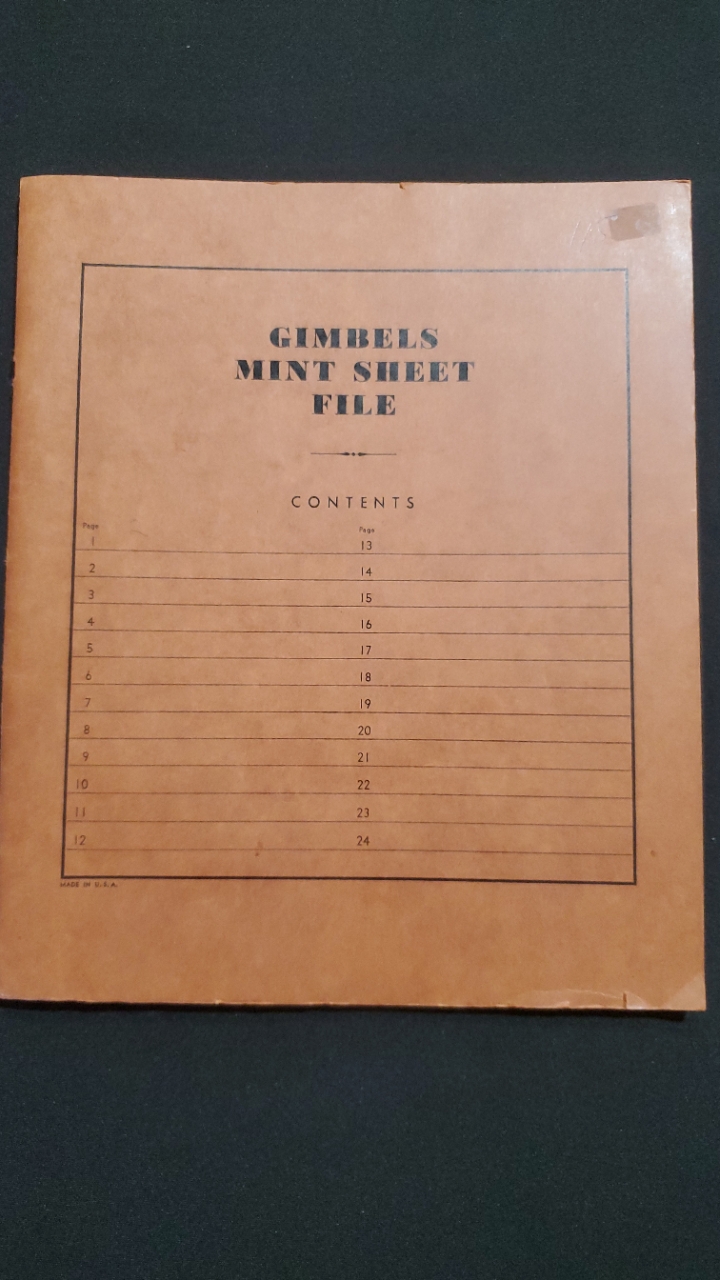 GIMBELS
MINT SHEET
FILE
CONTENTS
Page Page
1 13
2 14
3 15
4 16
5 17
6 18
7 19
8 20
9 21
10 22
11 23
12 24
MADE IN U.S.A.